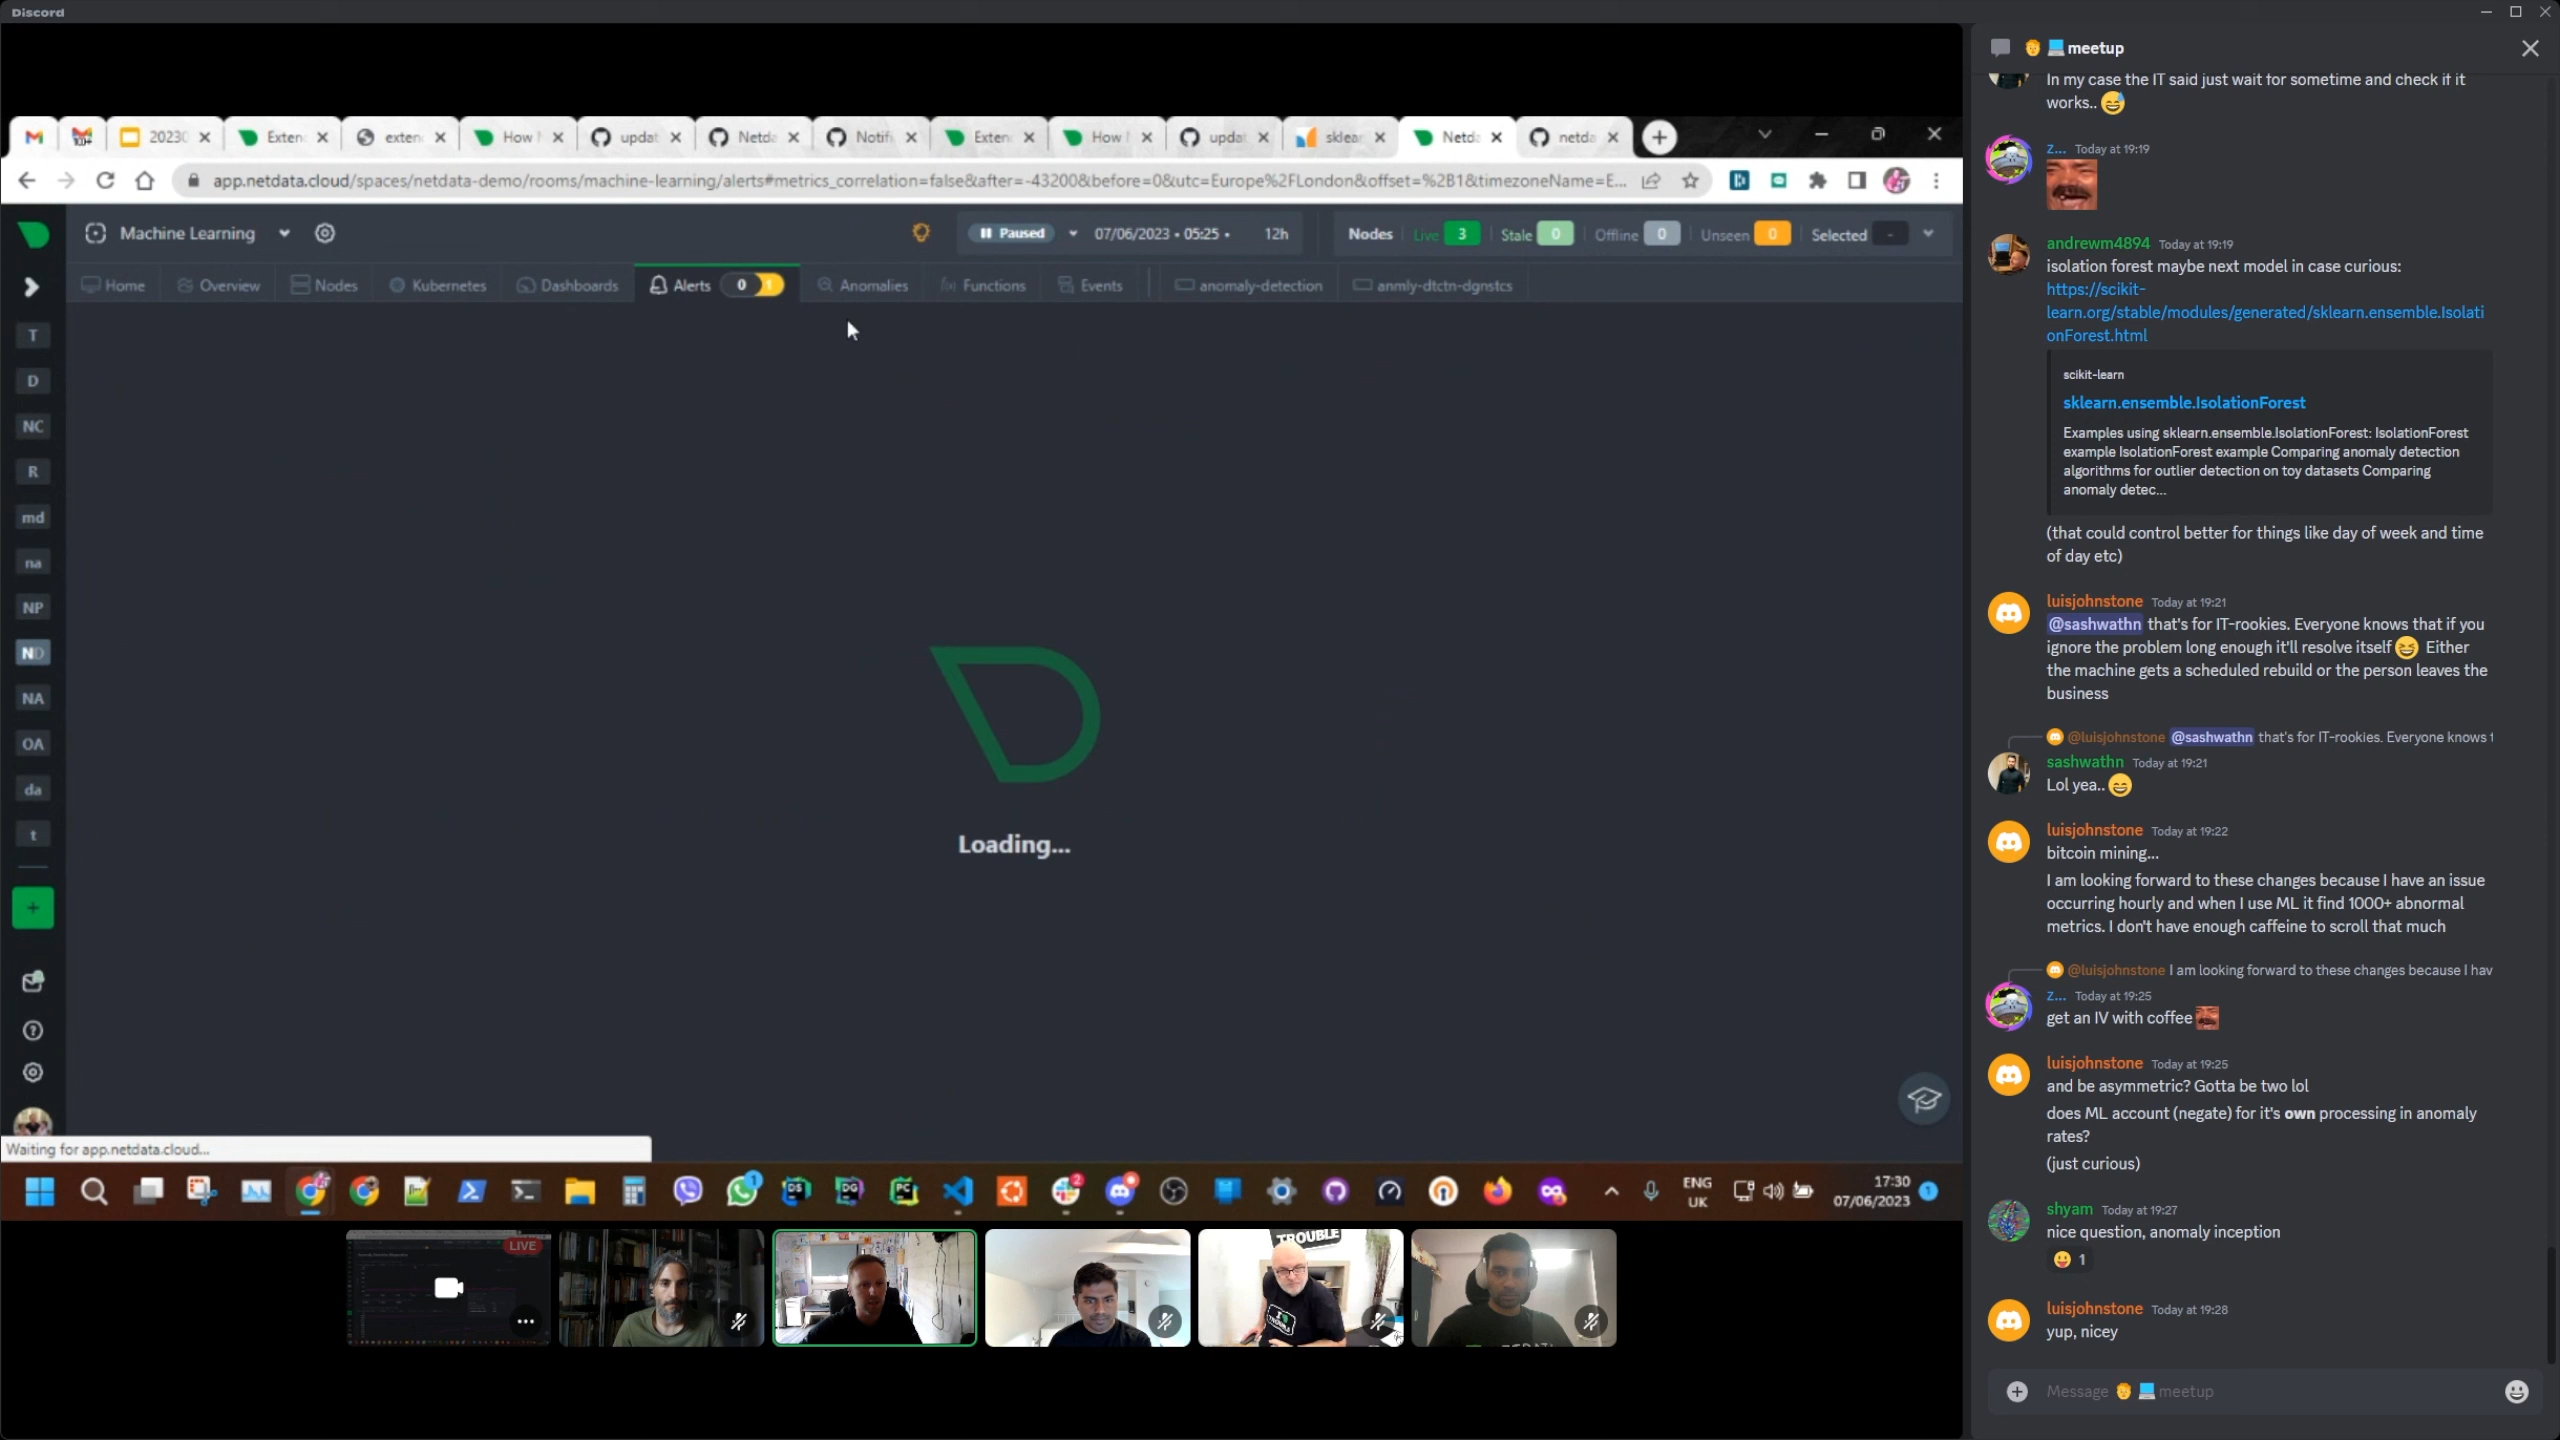 Discord
20230
Exten
exten
How
updat
Netda
Notifi
Exten
How
updat
sklear
Netda
netda
app.netdata.cloud/spaces/netdata-demo/rooms/machine-learning/alerts#metrics_correlation=false&after=-43200&before=0&utc=Europe%2FLondon&offset=%2B1&timezoneName=E...
Machine Learning
Paused
07/06/2023 • 05:25 •
12h
Nodes
Live 3
Stale 0
Offline 0
Unseen 0
Selected -
Home
Overview
Nodes
Kubernetes
Dashboards
Alerts 0 1
Anomalies
Functions
Events
anomaly-detection
anmly-dtctn-dgnstcs
T
D
NC
R
md
na
NP
ND
NA
OA
da
t
+
Loading...
Waiting for app.netdata.cloud...
ENG
UK
17:30
07/06/2023
1
LIVE
TROUBLE
TROUBLE
meetup
In my case the IT said just wait for sometime and check if it
works.. 😅
z... Today at 19:19
andrewm4894 Today at 19:19
isolation forest maybe next model in case curious:
https://scikit-
learn.org/stable/modules/generated/sklearn.ensemble.Isolati
onForest.html
scikit-learn
sklearn.ensemble.IsolationForest
Examples using sklearn.ensemble.IsolationForest: IsolationForest
example IsolationForest example Comparing anomaly detection
algorithms for outlier detection on toy datasets Comparing
anomaly detec...
(that could control better for things like day of week and time
of day etc)
luisjohnstone Today at 19:21
@sashwathn that's for IT-rookies. Everyone knows that if you
ignore the problem long enough it'll resolve itself 😆 Either
the machine gets a scheduled rebuild or the person leaves the
business
@luisjohnstone @sashwathn that's for IT-rookies. Everyone knows t
sashwathn Today at 19:21
Lol yea.. 😄
luisjohnstone Today at 19:22
bitcoin mining...
I am looking forward to these changes because I have an issue
occurring hourly and when I use ML it find 1000+ abnormal
metrics. I don't have enough caffeine to scroll that much
@luisjohnstone I am looking forward to these changes because I hav
z... Today at 19:25
get an IV with coffee
luisjohnstone Today at 19:25
and be asymmetric? Gotta be two lol
does ML account (negate) for it's own processing in anomaly
rates?
(just curious)
shyam Today at 19:27
nice question, anomaly inception
😛 1
luisjohnstone Today at 19:28
yup, nicey
Message 👨 💻 meetup